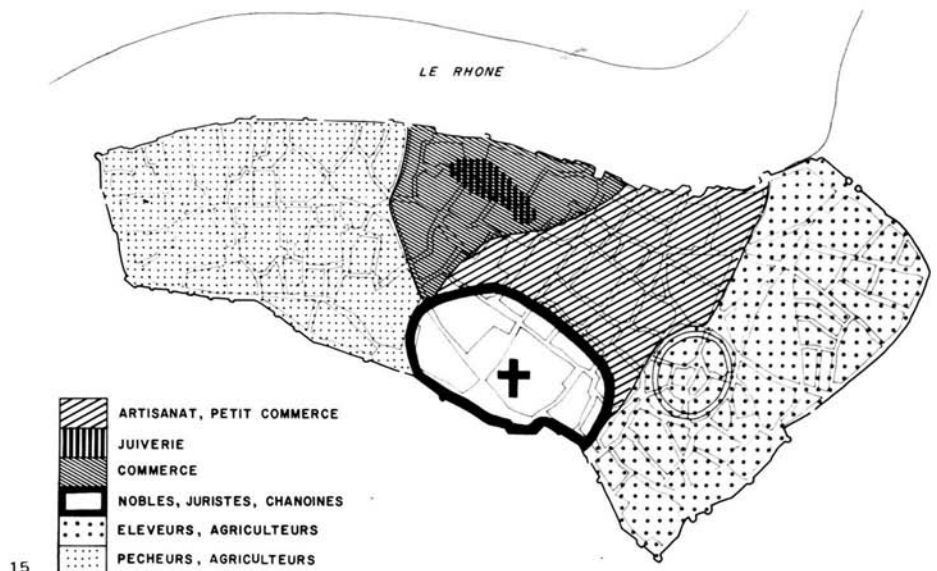 LE RHONE
ARTISANAT, PETIT COMMERCE
JUIVERIE
COMMERCE
NOBLES, JURISTES, CHANOINES
ELEVEURS, AGRICULTEURS
PECHEURS, AGRICULTEURS
15